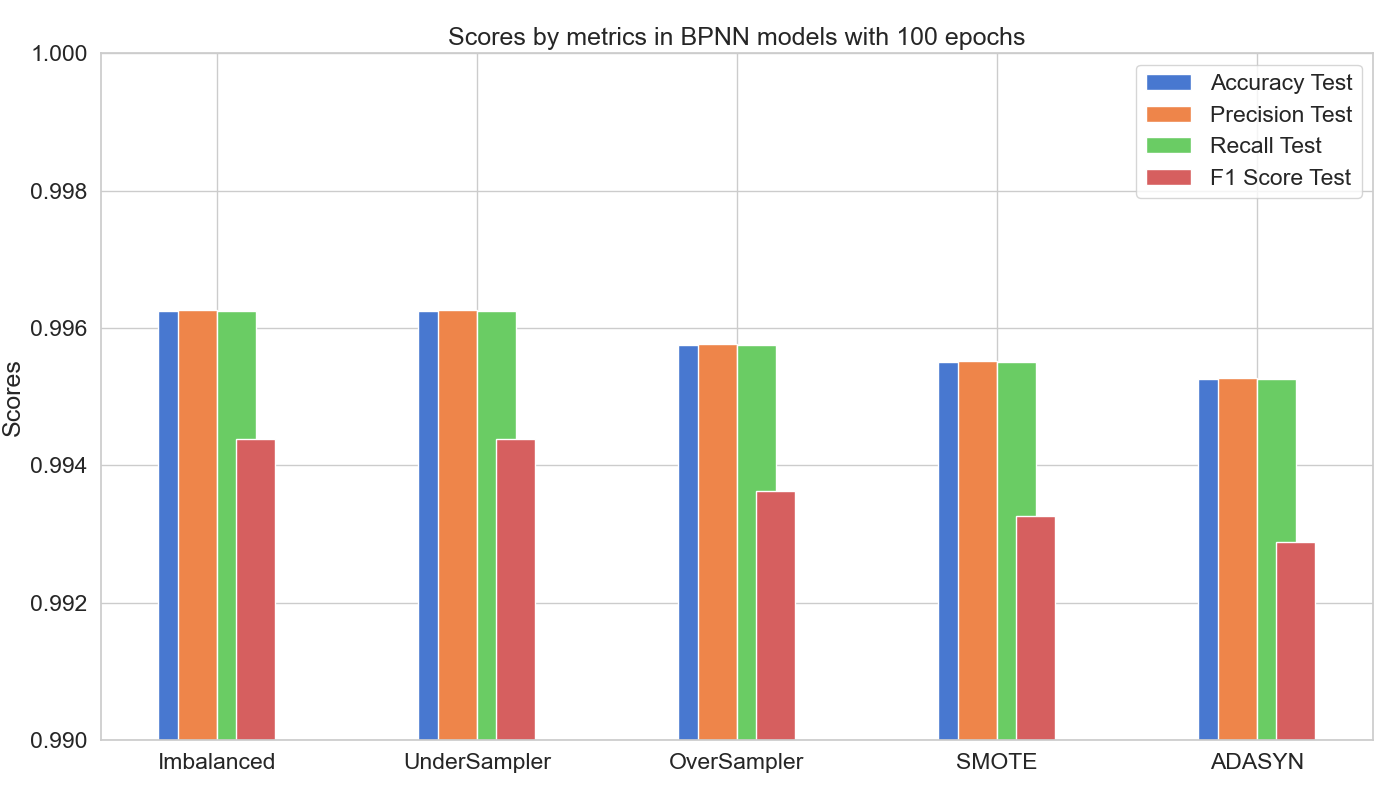 Scores by metrics in BPNN models with 100 epochs
1.000
0.998
0.996
0.994
0.992
0.990
Scores
Accuracy Test
Precision Test
Recall Test
F1 Score Test
Imbalanced
UnderSampler
OverSampler
SMOTE
ADASYN